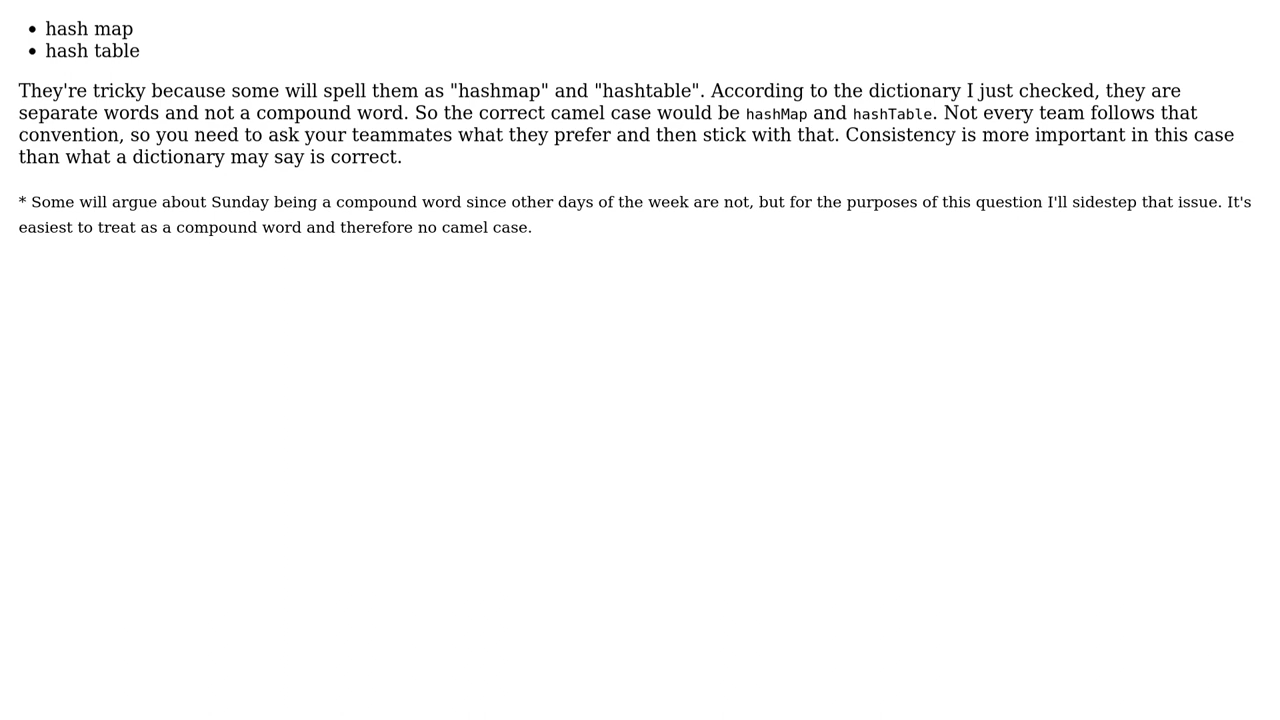 • hash map
• hash table
They're tricky because some will spell them as "hashmap" and "hashtable". According to the dictionary I just checked, they are
separate words and not a compound word. So the correct camel case would be hashMap and hashTable. Not every team follows that
convention, so you need to ask your teammates what they prefer and then stick with that. Consistency is more important in this case
than what a dictionary may say is correct.
* Some will argue about Sunday being a compound word since other days of the week are not, but for the purposes of this question I'll sidestep that issue. It's
easiest to treat as a compound word and therefore no camel case.